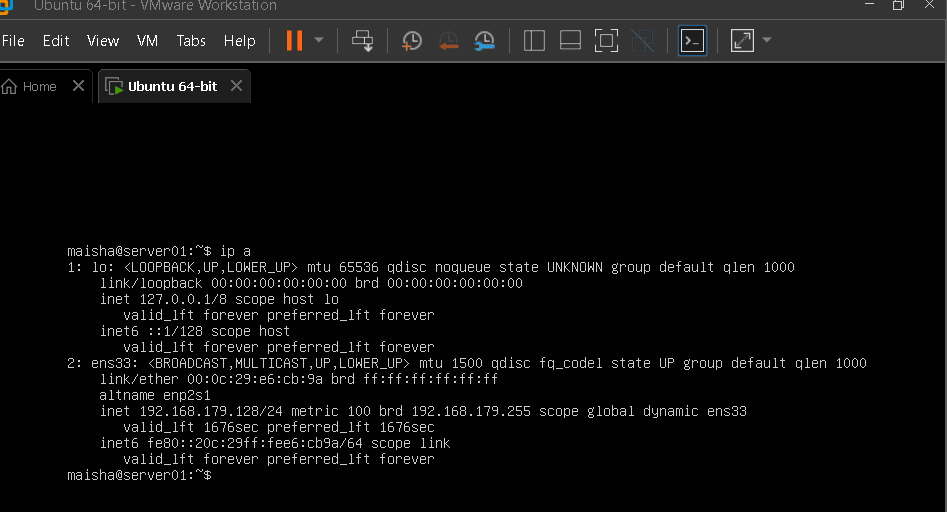 Ubuntu 64-bit - VMware Workstation
File Edit View VM Tabs Help
Home Ubuntu 64-bit
maisha@server01:~$ ip a
1: lo: <LOOPBACK,UP,LOWER_UP> mtu 65536 qdisc noqueue state UNKNOWN group default qlen 1000
    link/loopback 00:00:00:00:00:00 brd 00:00:00:00:00:00
    inet 127.0.0.1/8 scope host lo
       valid_lft forever preferred_lft forever
    inet6 ::1/128 scope host
       valid_lft forever preferred_lft forever
2: ens33: <BROADCAST,MULTICAST,UP,LOWER_UP> mtu 1500 qdisc fq_codel state UP group default qlen 1000
    link/ether 00:0c:29:e6:cb:9a brd ff:ff:ff:ff:ff:ff
    altname enp2s1
    inet 192.168.179.128/24 metric 100 brd 192.168.179.255 scope global dynamic ens33
       valid_lft 1676sec preferred_lft 1676sec
    inet6 fe80::20c:29ff:fee6:cb9a/64 scope link
       valid_lft forever preferred_lft forever
maisha@server01:~$